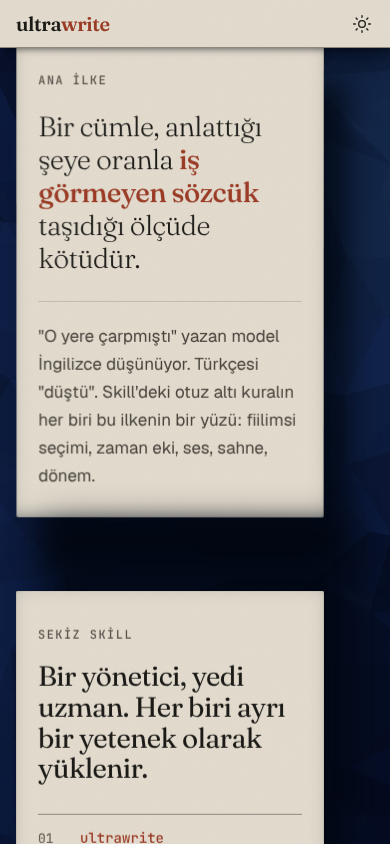 ultrawrite
ANA İLKE
Bir cümle, anlattığı
şeye oranla iş
görmeyen sözcük
taşıdığı ölçüde
kötüdür.
"O yere çarpmıştı" yazan model
İngilizce düşünüyor. Türkçesi
"düştü". Skill'deki otuz altı kuralın
her biri bu ilkenin bir yüzü: fiilimsi
seçimi, zaman eki, ses, sahne,
dönem.
SEKİZ SKİLL
Bir yönetici, yedi
uzman. Her biri ayrı
bir yetenek olarak
yüklenir.
01 ultrawrite